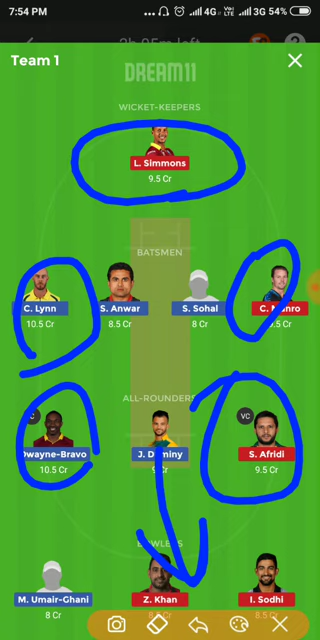 7:54 PM ... 4G VoLTE 3G 54%
Team 1
DREAM11
WICKET-KEEPERS
L. Simmons
9.5 Cr
BATSMEN
C. Lynn S. Anwar S. Sohal
10.5 Cr 8.5 Cr 8 Cr
ALL-ROUNDERS
VC
Dwayne-Bravo J. S. Afridi
10.5 Cr 9.5 Cr
M. Umair-Ghani Z. Khan I. Sodhi
8 Cr 8.5 Cr